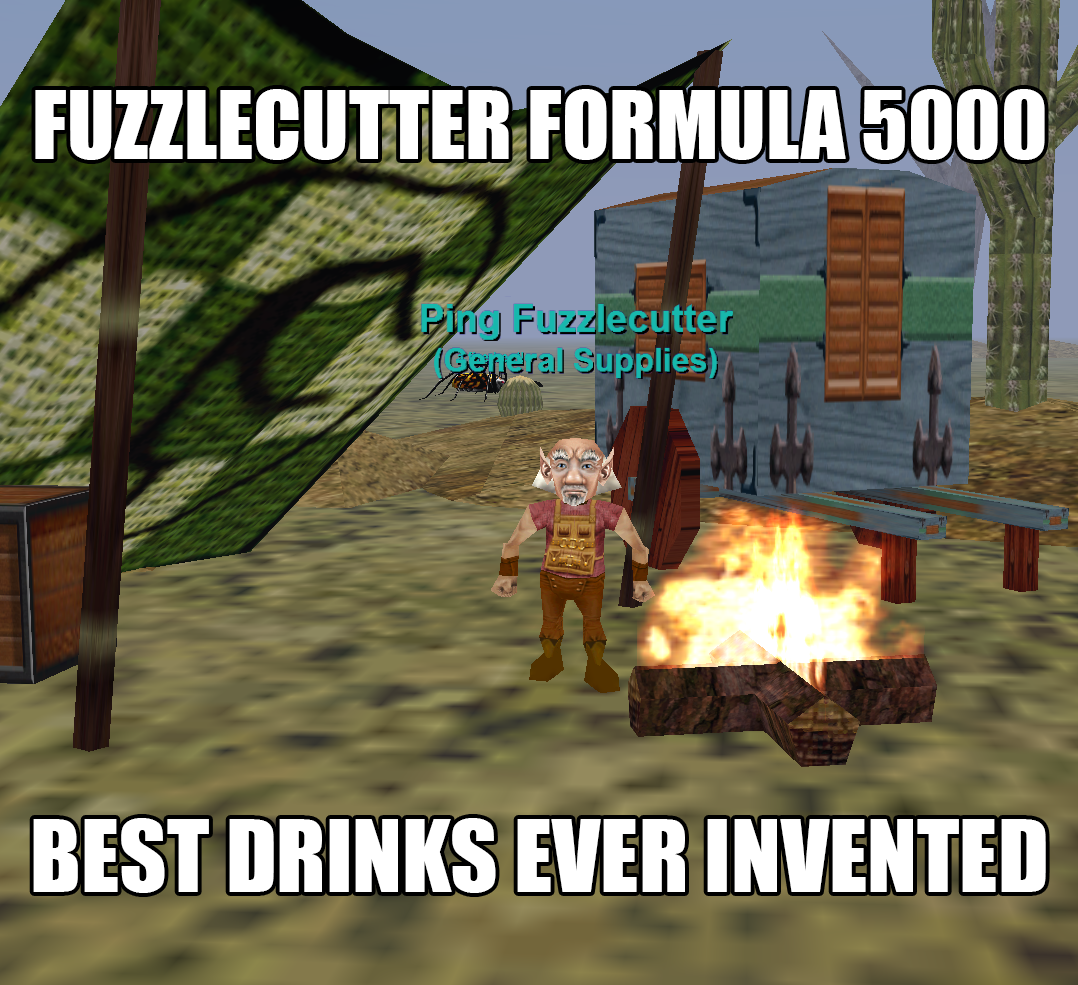 FUZZLECUTTER FORMULA 5000
Ping Fuzzlecutter
(General Supplies)
BEST DRINKS EVER INVENTED